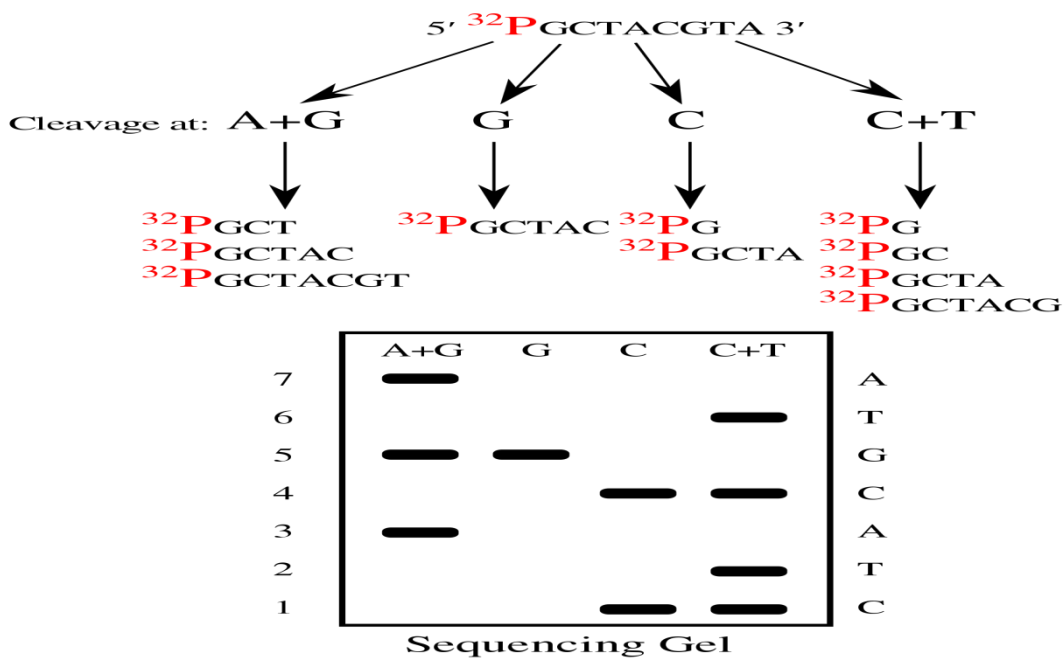 5′ ³²PGCTACGTA 3′
Cleavage at: A+G G C C+T
³²PGCT ³²PGCTAC ³²PG ³²PG
³²PGCTAC ³²PGCTA ³²PGC
³²PGCTACGT ³²PGCTA
³²PGCTACG
A+G G C C+T
7 A
6 T
5 G
4 C
3 A
2 T
1 C
Sequencing Gel